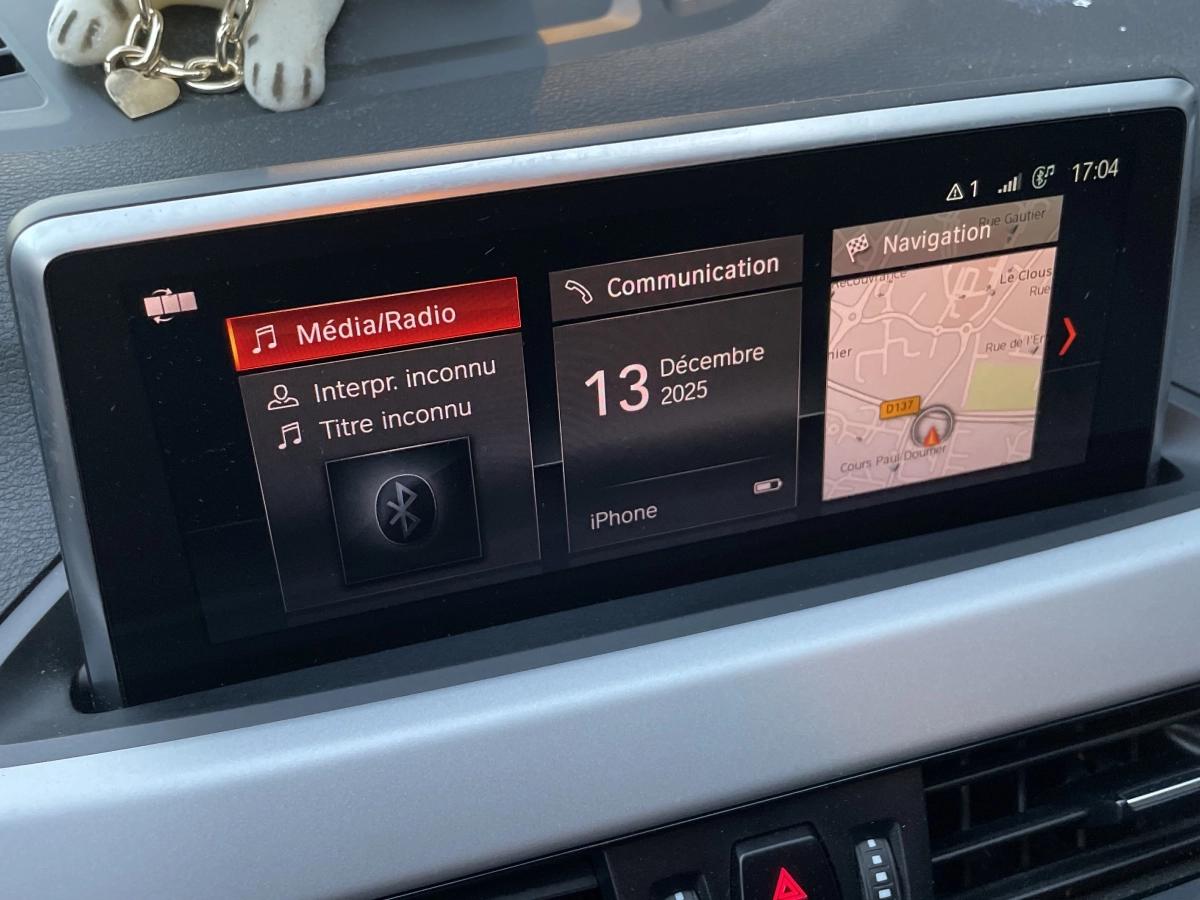 1
17:04
Média/Radio
Interpr. inconnu
Titre inconnu
Communication
13
Décembre
2025
iPhone
Navigation
Rue Gautier
Le Clous
Rue
Rue de l'Er
D137
Cours Paul Doumer